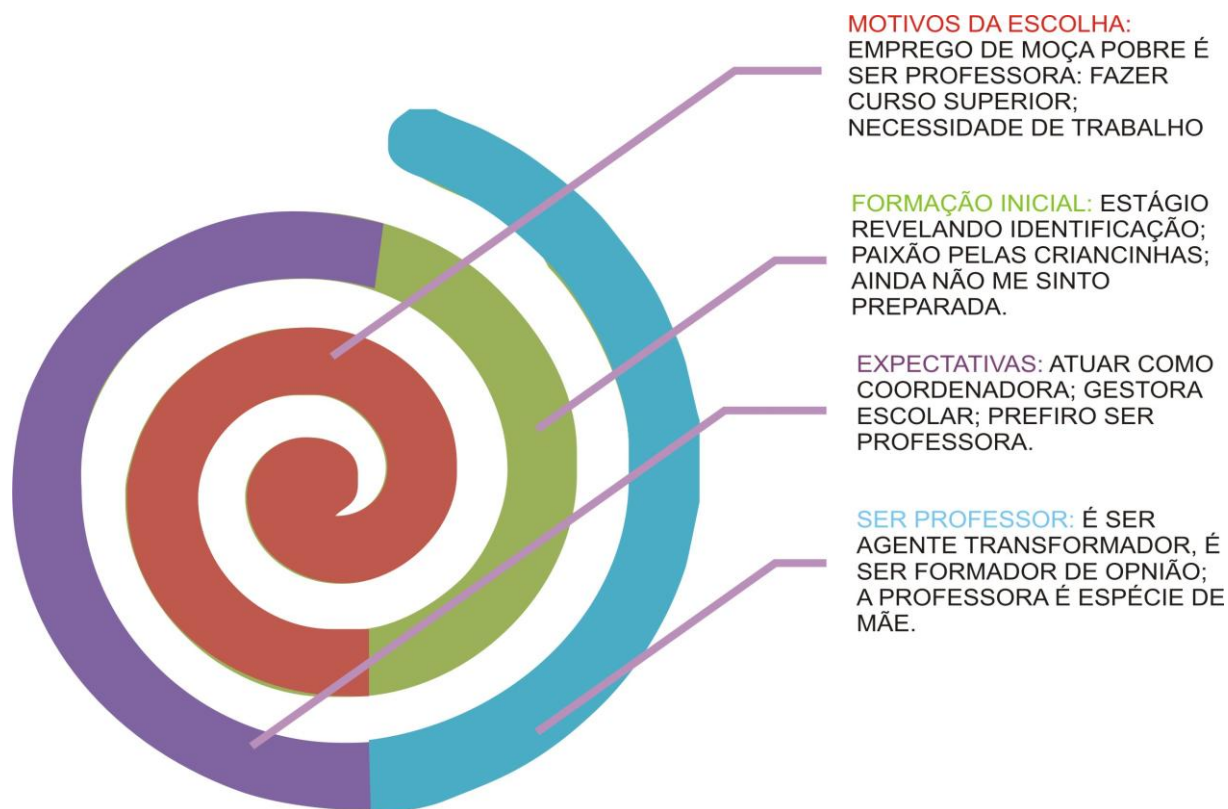 MOTIVOS DA ESCOLHA:
EMPREGO DE MOÇA POBRE É
SER PROFESSORA: FAZER
CURSO SUPERIOR;
NECESSIDADE DE TRABALHO
FORMAÇÃO INICIAL: ESTÁGIO
REVELANDO IDENTIFICAÇÃO;
PAIXÃO PELAS CRIANCINHAS;
AINDA NÃO ME SINTO
PREPARADA.
EXPECTATIVAS: ATUAR COMO
COORDENADORA; GESTORA
ESCOLAR; PREFIRO SER
PROFESSORA.
SER PROFESSOR: É SER
AGENTE TRANSFORMADOR, É
SER FORMADOR DE OPNIÃO;
A PROFESSORA É ESPÉCIE DE
MÃE.